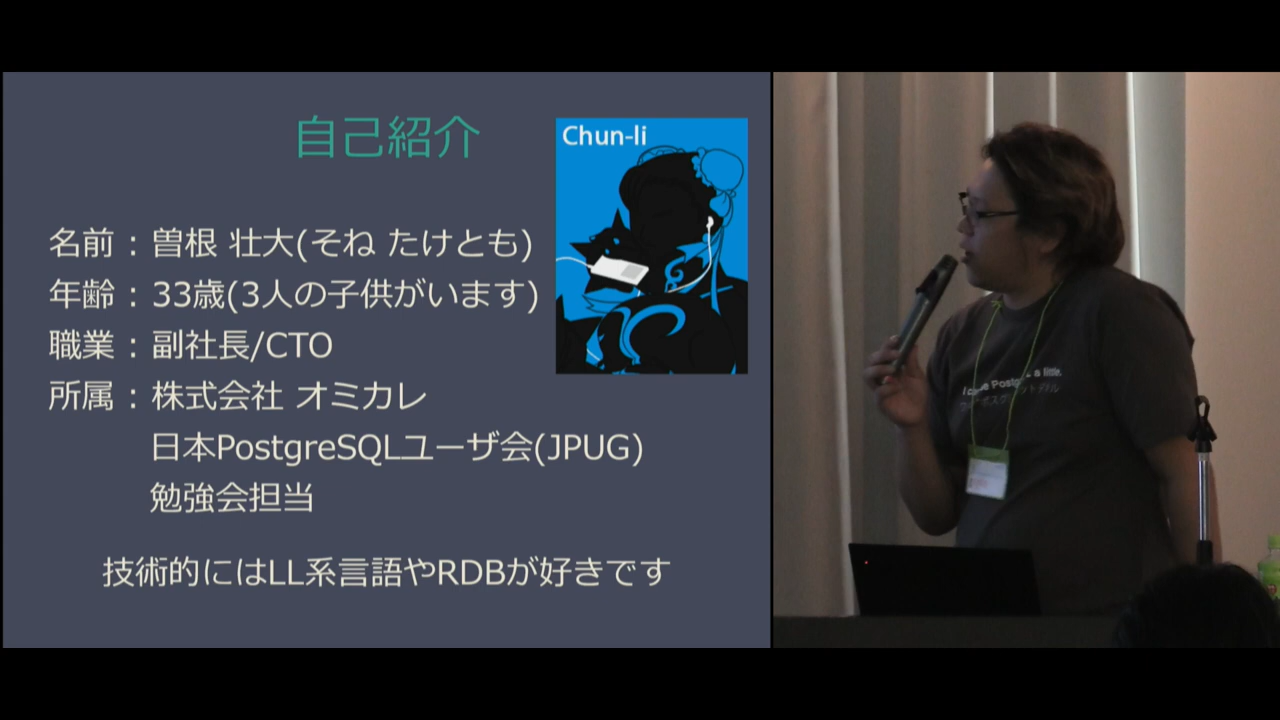 自己紹介
Chun-li
名前：曽根 壮大(そね たけとも)
年齢：33歳(3人の子供がいます)
職業：副社長/CTO
所属：株式会社 オミカレ
日本PostgreSQLユーザ会(JPUG)
勉強会担当
技術的にはLL系言語やRDBが好きです
a little.